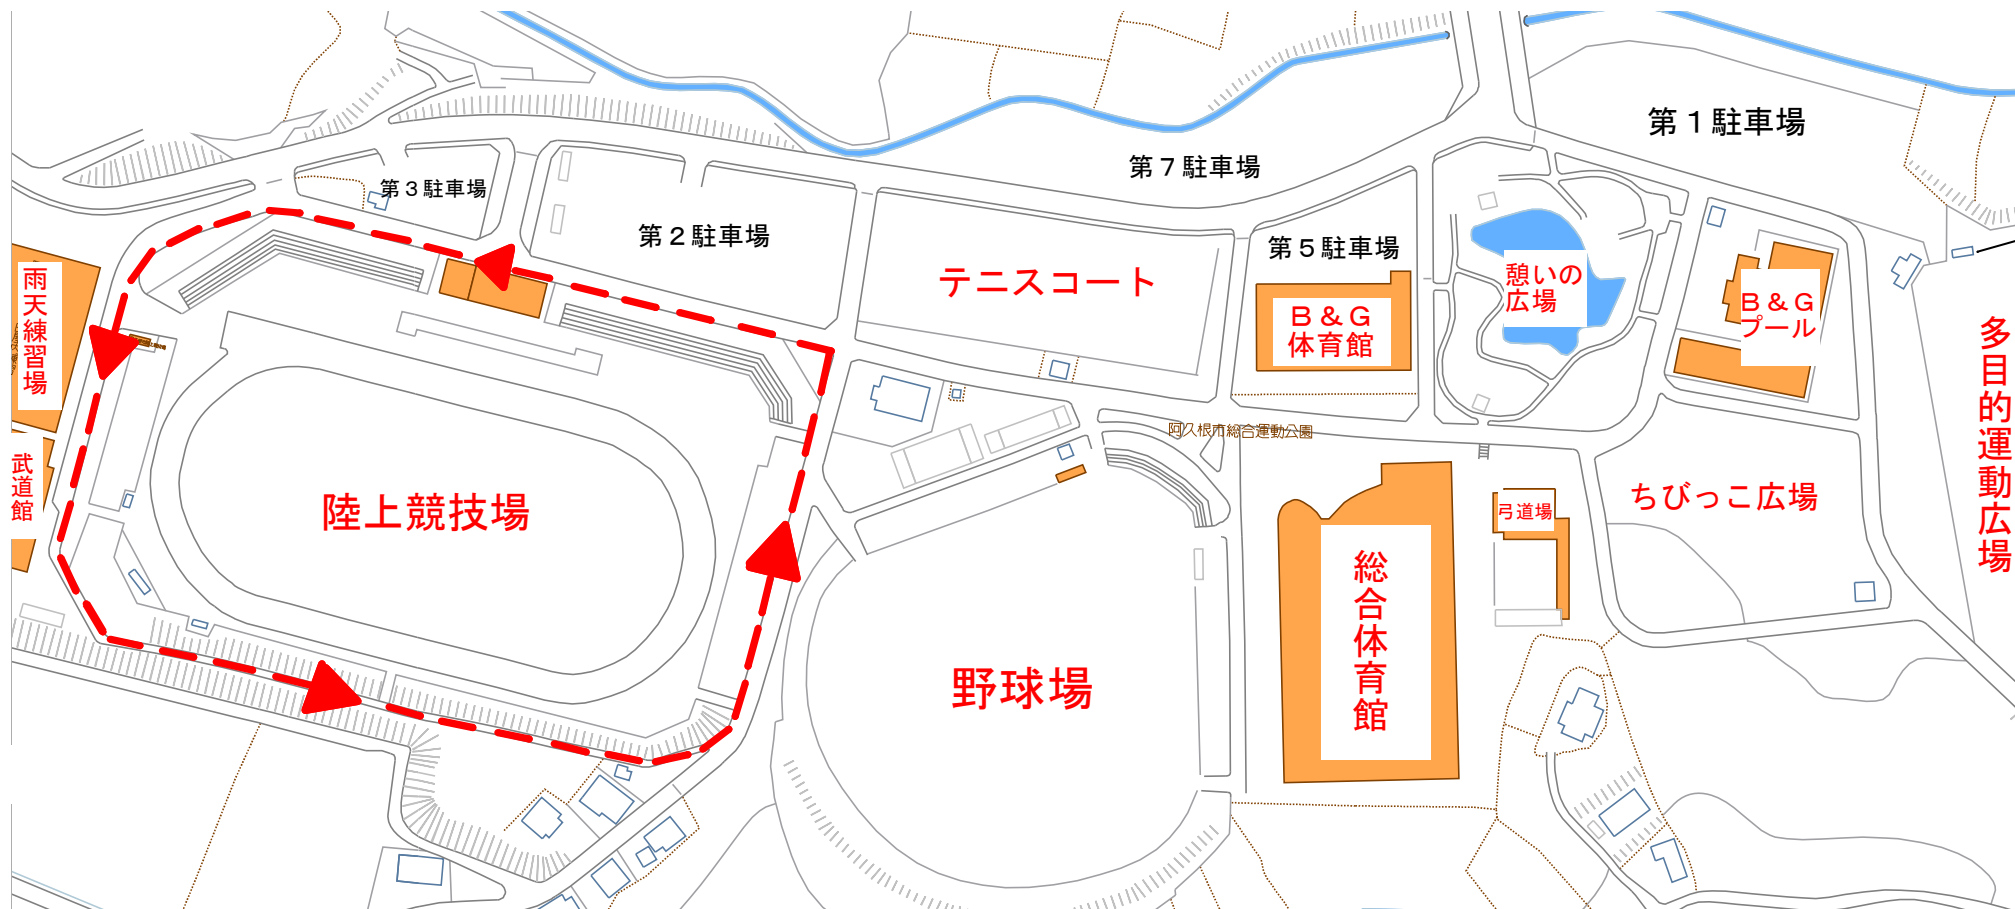 第１駐車場
第７駐車場
第３駐車場
第２駐車場
第５駐車場
テニスコート
憩いの
広場
Ｂ＆Ｇ
体育館
Ｂ＆Ｇ
プール
雨天練習場
武道館
多目的運動広場
阿久根市総合運動公園
陸上競技場
ちびっこ広場
弓道場
総合体育館
野球場